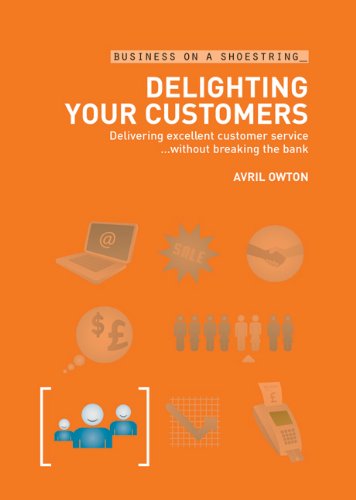 BUSINESS ON A SHOESTRING_
DELIGHTING
YOUR CUSTOMERS
Delivering excellent customer service
...without breaking the bank
AVRIL OWTON
@
SALE
$£
£